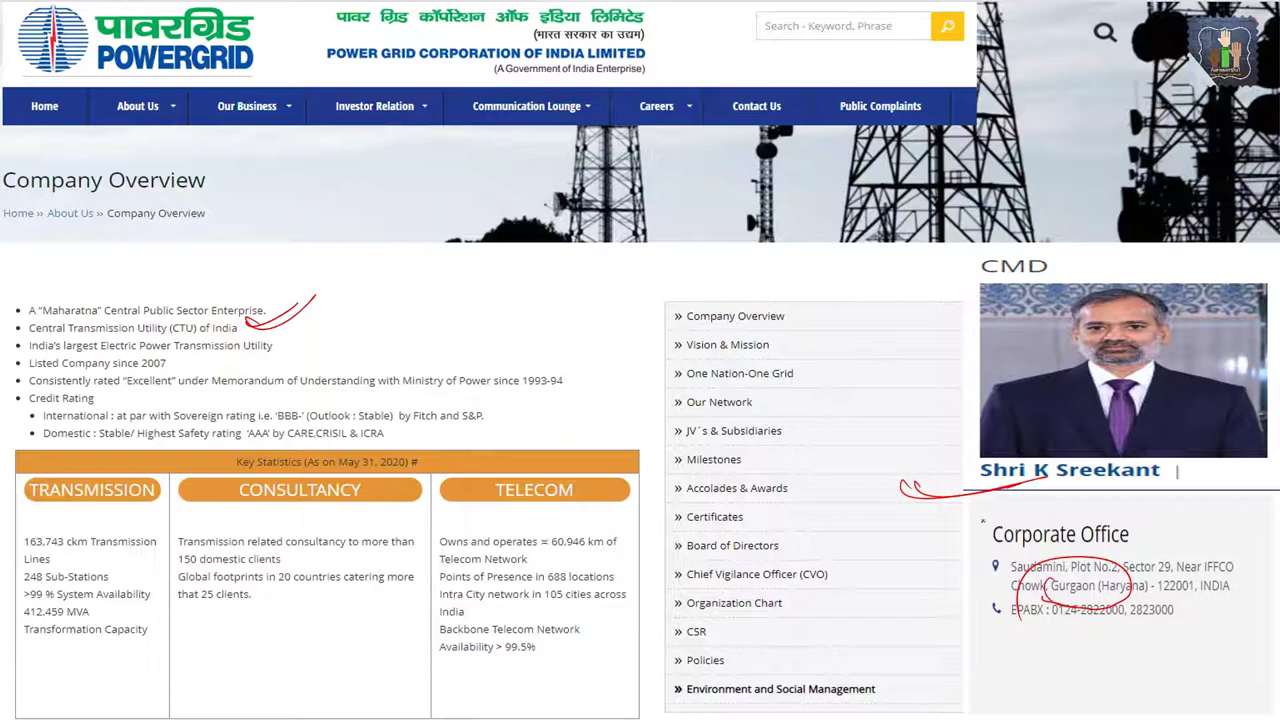 पावरग्रिड
POWERGRID
पावर ग्रिड कॉर्पोरेशन ऑफ इंडिया लिमिटेड
(भारत सरकार का उद्यम)
POWER GRID CORPORATION OF INDIA LIMITED
(A Government of India Enterprise)
Search - Keyword, Phrase
Home
About Us
Our Business
Investor Relation
Communication Lounge
Careers
Contact Us
Public Complaints
Company Overview
Home ›› About Us ›› Company Overview
• A "Maharatna" Central Public Sector Enterprise.
• Central Transmission Utility (CTU) of India
• India's largest Electric Power Transmission Utility
• Listed Company since 2007
• Consistently rated “Excellent” under Memorandum of Understanding with Ministry of Power since 1993-94
• Credit Rating
• International : at par with Sovereign rating i.e. 'BBB-' (Outlook : Stable) by Fitch and S&P.
• Domestic : Stable/ Highest Safety rating 'AAA' by CARE,CRISIL & ICRA
Key Statistics (As on May 31, 2020) #
TRANSMISSION
163,743 ckm Transmission
Lines
248 Sub-Stations
>99 % System Availability
412.459 MVA
Transformation Capacity
CONSULTANCY
Transmission related consultancy to more than
150 domestic clients
Global footprints in 20 countries catering more
that 25 clients.
TELECOM
Owns and operates ≍ 60,946 km of
Telecom Network
Points of Presence in 688 locations
Intra City network in 105 cities across
India
Backbone Telecom Network
Availability > 99.5%
» Company Overview
» Vision & Mission
» One Nation-One Grid
» Our Network
» JV´s & Subsidiaries
» Milestones
» Accolades & Awards
» Certificates
» Board of Directors
» Chief Vigilance Officer (CVO)
» Organization Chart
» CSR
» Policies
» Environment and Social Management
CMD
Shri K Sreekant |
Corporate Office
Saudamini, Plot No.2, Sector 29, Near IFFCO
Chowk, Gurgaon (Haryana) - 122001, INDIA
EPABX : 0124-2822000, 2823000